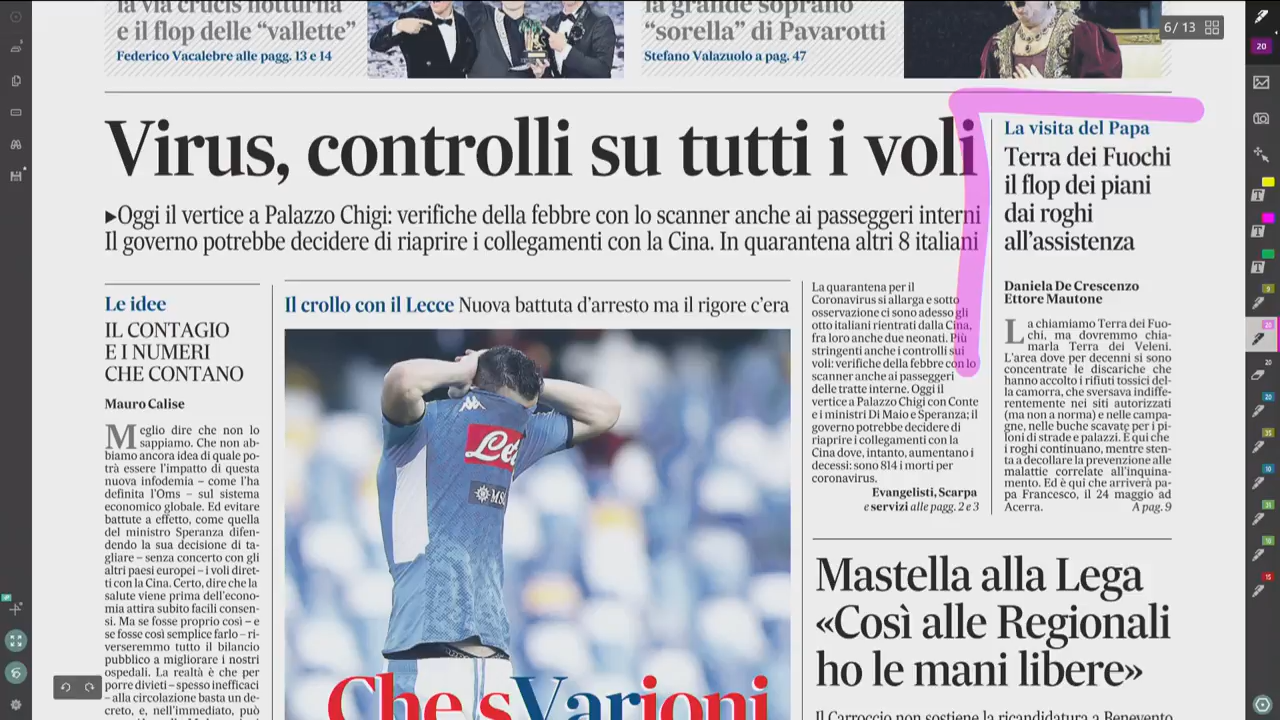 la via crucis notturna
e il flop delle “vallette”
Federico Vacalebre alle pagg. 13 e 14
la grande soprano
“sorella” di Pavarotti
Stefano Valazuolo a pag. 47
6 / 13
Virus, controlli su tutti i voli
▶Oggi il vertice a Palazzo Chigi: verifiche della febbre con lo scanner anche ai passeggeri interni
Il governo potrebbe decidere di riaprire i collegamenti con la Cina. In quarantena altri 8 italiani
Le idee
IL CONTAGIO
E I NUMERI
CHE CONTANO
Mauro Calise
Meglio dire che non lo
sappiamo. Che non ab-
biamo ancora idea di quale po-
trà essere l’impatto di questa
nuova infodemia – come l’ha
definita l’Oms – sul sistema
economico globale. Ed evitare
battute a effetto, come quella
del ministro Speranza difen-
dendo la sua decisione di ta-
gliare – senza concerto con gli
altri paesi europei – i voli diret-
ti con la Cina. Certo, dire che la
salute viene prima dell’econo-
mia attira subito facili consen-
si. Ma se fosse proprio così – e
se fosse così semplice farlo – ri-
verseremmo tutto il bilancio
pubblico a migliorare i nostri
ospedali. La realtà è che per
porre divieti – spesso inefficaci
– alla circolazione basta un de-
creto, e, nell’immediato, può
Il crollo con il Lecce Nuova battuta d’arresto ma il rigore c’era
Lete
MSC
Che sVarioni
La quarantena per il
Coronavirus si allarga e sotto
osservazione ci sono adesso gli
otto italiani rientrati dalla Cina,
fra loro anche due neonati. Più
stringenti anche i controlli sui
voli: verifiche della febbre con lo
scanner anche ai passeggeri
delle tratte interne. Oggi il
vertice a Palazzo Chigi con Conte
e i ministri Di Maio e Speranza; il
governo potrebbe decidere di
riaprire i collegamenti con la
Cina dove, intanto, aumentano i
decessi: sono 814 i morti per
coronavirus.
Evangelisti, Scarpa
e servizi alle pagg. 2 e 3
La visita del Papa
Terra dei Fuochi
il flop dei piani
dai roghi
all’assistenza
Daniela De Crescenzo
Ettore Mautone
La chiamiamo Terra dei Fuo-
chi, ma dovremmo chia-
marla Terra dei Veleni.
L’area dove per decenni si sono
concentrate le discariche che
hanno accolto i rifiuti tossici del-
la camorra, che sversava indiffe-
rentemente nei siti autorizzati
(ma non a norma) e nelle campa-
gne, nelle buche scavate per i pi-
loni di strade e palazzi. È qui che
i roghi continuano, mentre sten-
ta a decollare la prevenzione alle
malattie correlate all’inquina-
mento. Ed è qui che arriverà pa-
pa Francesco, il 24 maggio ad
Acerra. A pag. 9
Mastella alla Lega
«Così alle Regionali
ho le mani libere»
Il Carroccio non sostiene la ricandidatura a Benevento